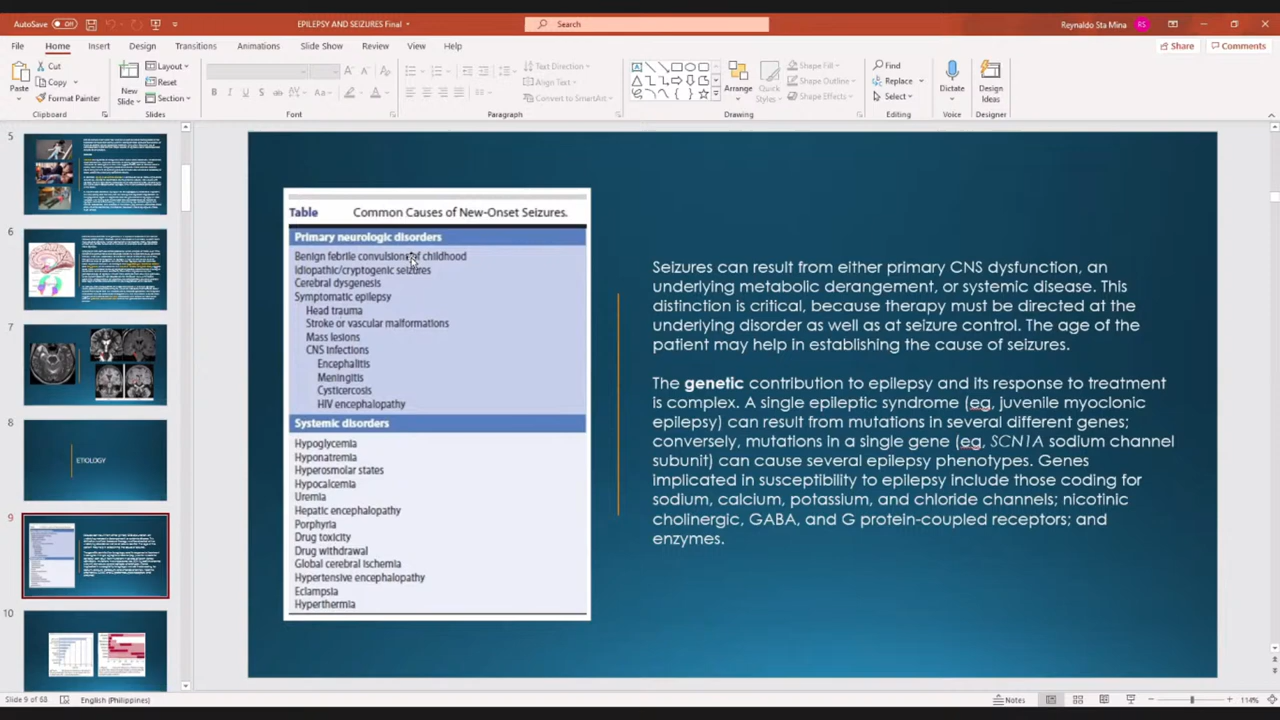 AutoSave Off
EPILEPSY AND SEIZURES Final
Search
Reynaldo Sta Mina RS
File Home Insert Design Transitions Animations Slide Show Review View Help
Share Comments
Paste
Cut
Copy
Format Painter
Clipboard
New
Slide
Layout
Reset
Section
Slides
Font
Text Direction
Align Text
Convert to SmartArt
Paragraph
Arrange
Quick
Styles
Shape Fill
Shape Outline
Shape Effects
Drawing
Find
Replace
Select
Editing
Dictate
Voice
Design
Ideas
Designer
5
6
7
8
ETIOLOGY
9
10
Table Common Causes of New-Onset Seizures.
Primary neurologic disorders
Benign febrile convulsions of childhood
Idiopathic/cryptogenic seizures
Cerebral dysgenesis
Symptomatic epilepsy
Head trauma
Stroke or vascular malformations
Mass lesions
CNS infections
Encephalitis
Meningitis
Cysticercosis
HIV encephalopathy
Systemic disorders
Hypoglycemia
Hyponatremia
Hyperosmolar states
Hypocalcemia
Uremia
Hepatic encephalopathy
Porphyria
Drug toxicity
Drug withdrawal
Global cerebral ischemia
Hypertensive encephalopathy
Eclampsia
Hyperthermia
Seizures can result from either primary CNS dysfunction, an
underlying metabolic derangement, or systemic disease. This
distinction is critical, because therapy must be directed at the
underlying disorder as well as at seizure control. The age of the
patient may help in establishing the cause of seizures.
The genetic contribution to epilepsy and its response to treatment
is complex. A single epileptic syndrome (eg, juvenile myoclonic
epilepsy) can result from mutations in several different genes;
conversely, mutations in a single gene (eg, SCN1A sodium channel
subunit) can cause several epilepsy phenotypes. Genes
implicated in susceptibility to epilepsy include those coding for
sodium, calcium, potassium, and chloride channels; nicotinic
cholinergic, GABA, and G protein-coupled receptors; and
enzymes.
Slide 9 of 68 English (Philippines) Notes 114%